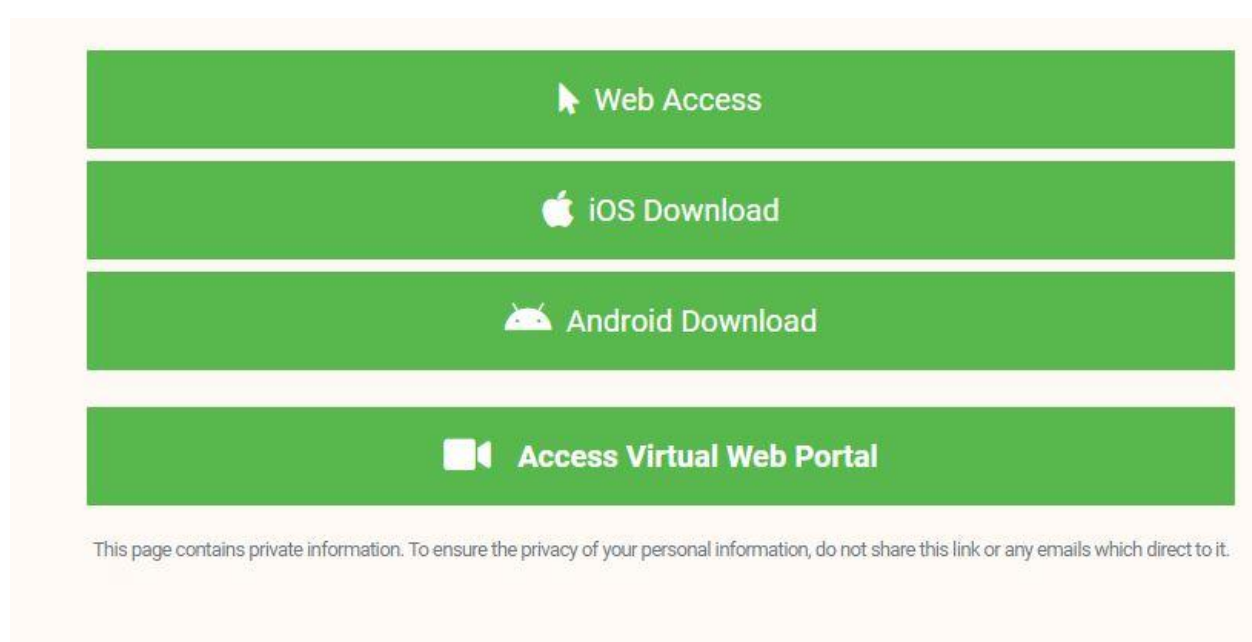 Web Access
iOS Download
Android Download
Access Virtual Web Portal
This page contains private information. To ensure the privacy of your personal information, do not share this link or any emails which direct to it.